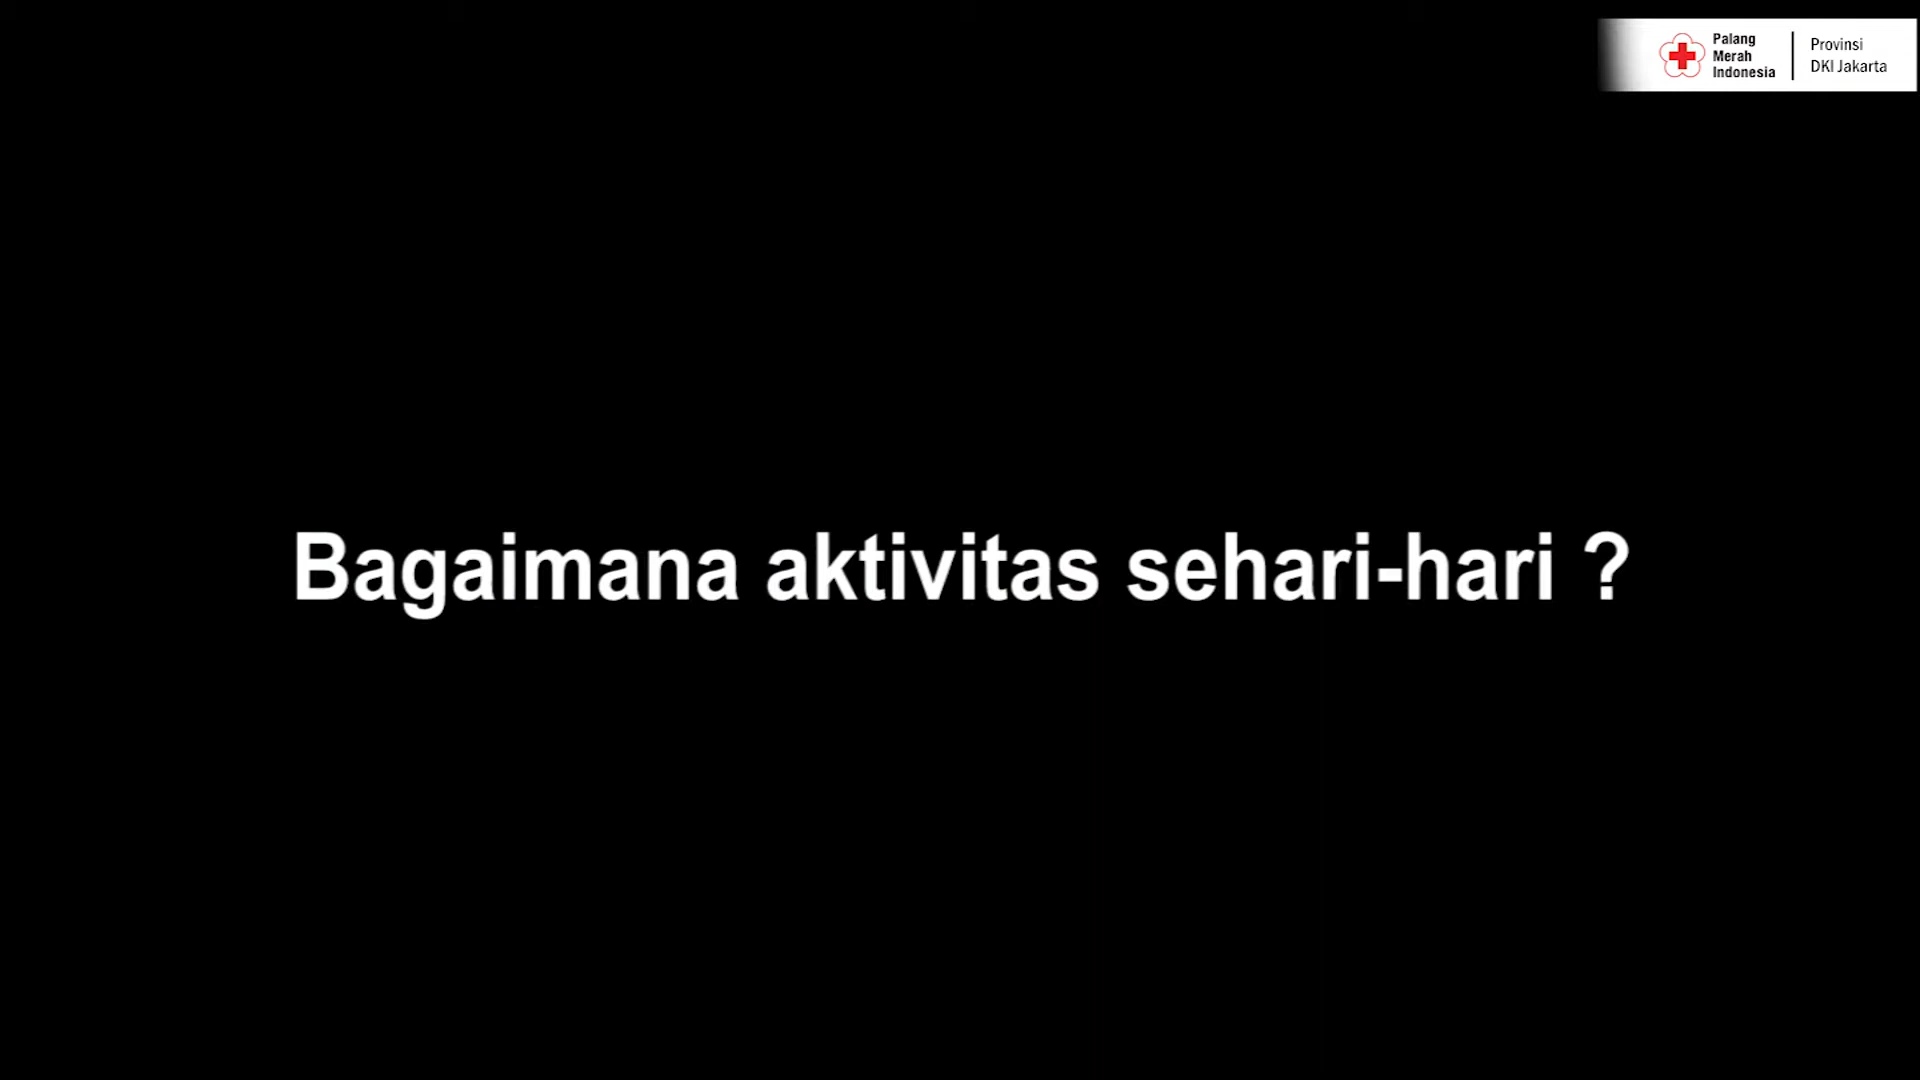 Palang
Merah
Indonesia
Provinsi
DKI Jakarta
Bagaimana aktivitas sehari-hari ?